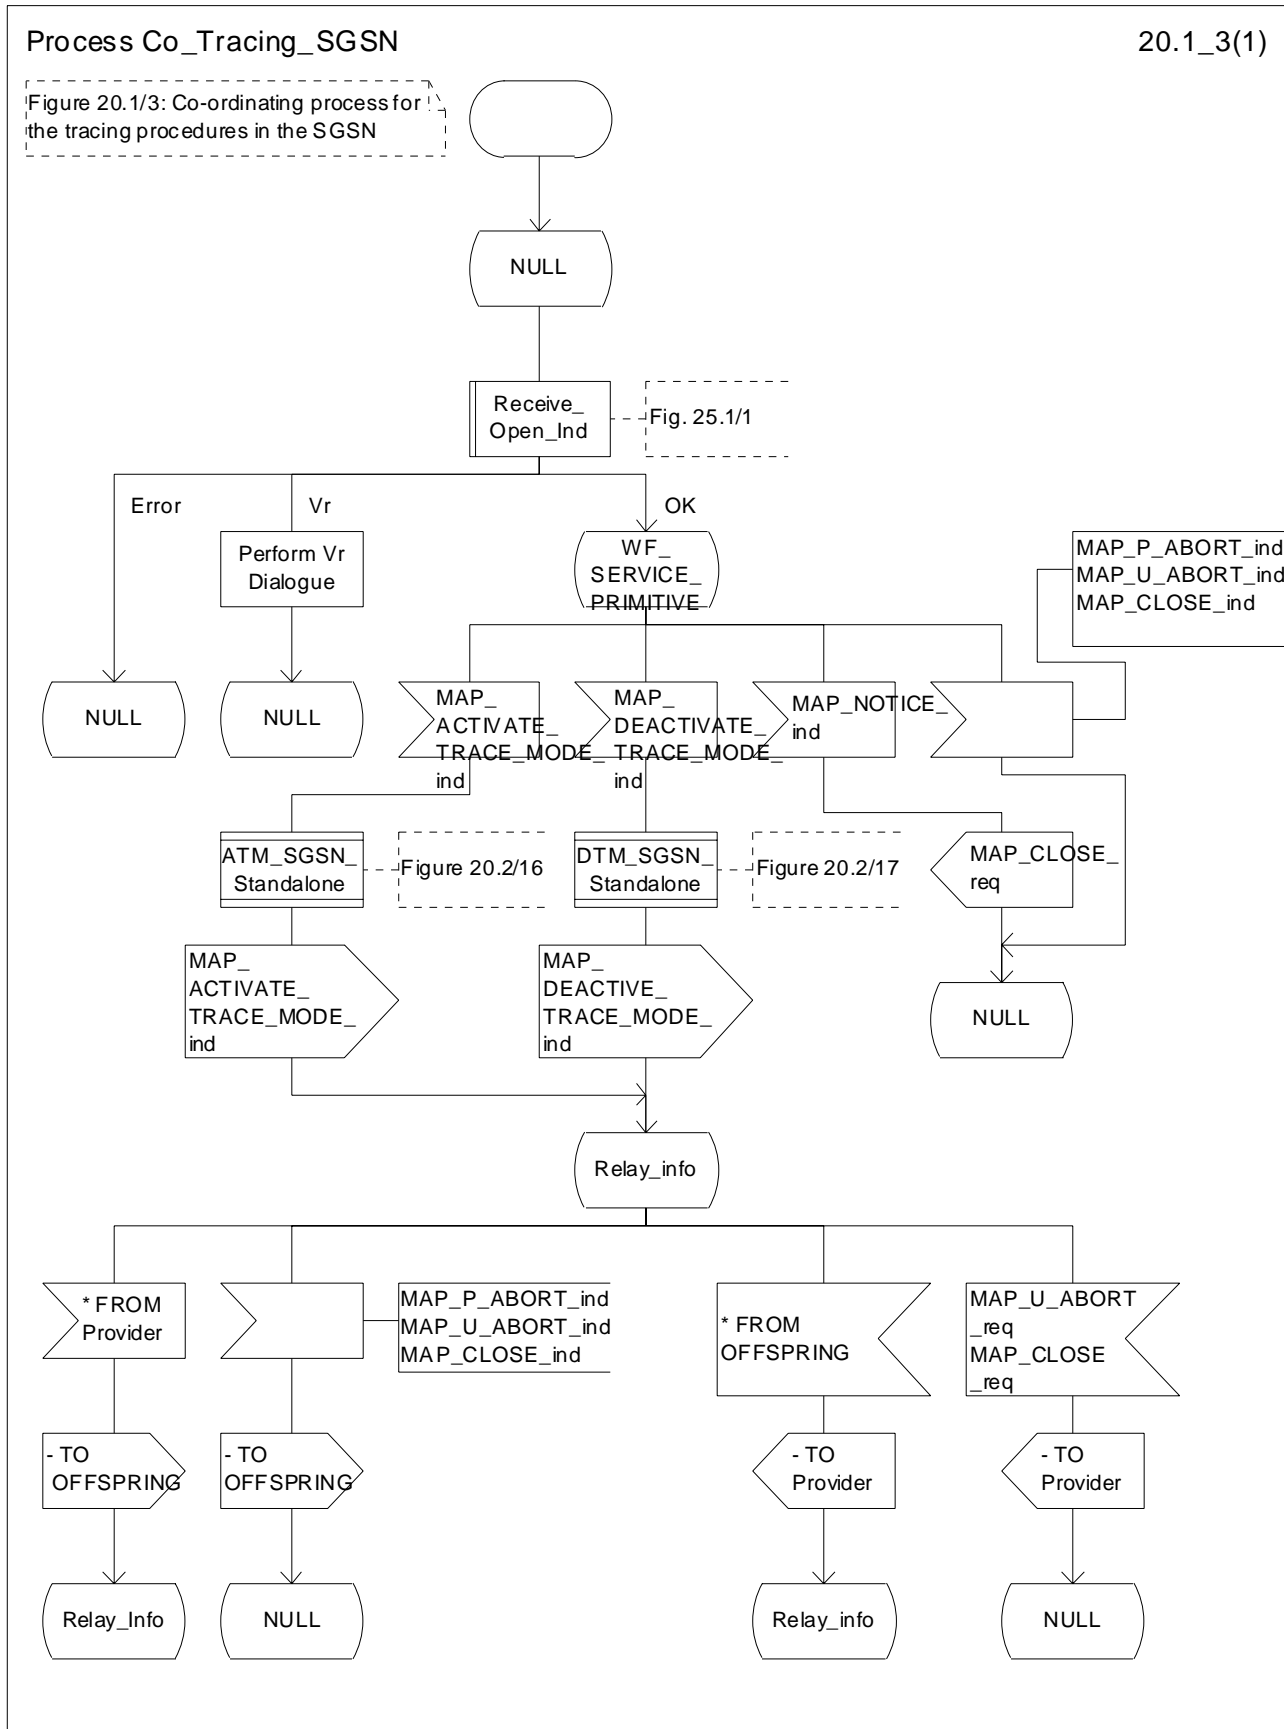 Process Co_Tracing_SGSN
20.1_3(1)
Figure 20.1/3: Co-ordinating process for
the tracing procedures in the SGSN
NULL
Receive_
Open_Ind
Fig. 25.1/1
Error
Vr
OK
Perform Vr
Dialogue
WF_
SERVICE_
PRIMITIVE
MAP_P_ABORT_ind
MAP_U_ABORT_ind
MAP_CLOSE_ind
NULL
NULL
MAP_
ACTIVATE_
TRACE_MODE_
ind
MAP_
DEACTIVATE_
TRACE_MODE_
ind
MAP_NOTICE_
ind
ATM_SGSN_
Standalone
Figure 20.2/16
DTM_SGSN_
Standalone
Figure 20.2/17
MAP_CLOSE_
req
MAP_
ACTIVATE_
TRACE_MODE_
ind
MAP_
DEACTIVE_
TRACE_MODE_
ind
NULL
Relay_info
* FROM
Provider
MAP_P_ABORT_ind
MAP_U_ABORT_ind
MAP_CLOSE_ind
* FROM
OFFSPRING
MAP_U_ABORT
_req
MAP_CLOSE
_req
- TO
OFFSPRING
- TO
OFFSPRING
- TO
Provider
- TO
Provider
Relay_Info
NULL
Relay_info
NULL